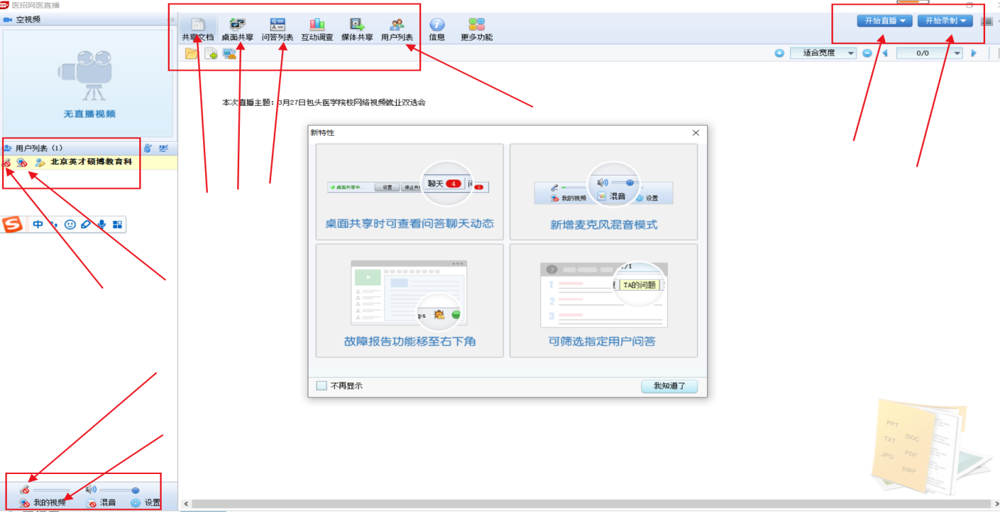 医招网医直播
空视频
共享文档 桌面共享 问答列表 互动调查 媒体共享 用户列表 信息 更多功能
开始直播 开始录制
适合宽度 0/0
无直播视频
本次直播主题：3月27日包头医学院校网络视频就业双选会
用户列表（1）
北京英才硕博教育科
中
新特性
桌面共享中... 设置 停止共 聊天 4 问 3
桌面共享时可查看问答聊天动态
我的视频 混音 设置
新增麦克风混音模式
ps
故障报告功能移至右下角
?
/1
1
TA的问题
2
3
可筛选指定用户问答
不再显示
我知道了
PPT
DOC
TXT
PDF
JPG
BMP
我的视频 混音 设置